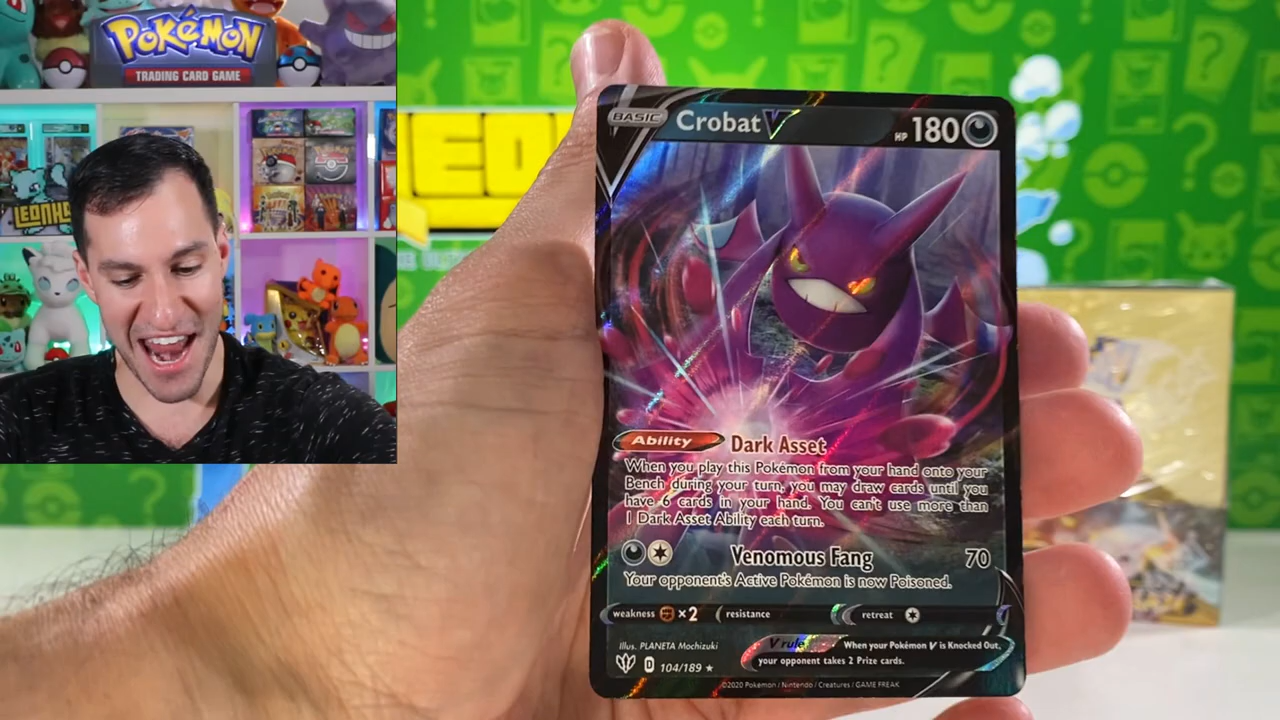 POKéMON
TRADING CARD GAME
LEONH
LEO
BASIC
Crobat V
HP 180
Ability Dark Asset
When you play this Pokémon from your hand onto your
Bench during your turn, you may draw cards until you
have 6 cards in your hand. You can't use more than
1 Dark Asset Ability each turn.
Venomous Fang 70
Your opponent's Active Pokémon is now Poisoned.
weakness ×2 resistance retreat
Illus. PLANETA Mochizuki
V rule When your Pokémon V is Knocked Out,
your opponent takes 2 Prize cards.
D 104/189 ★
©2020 Pokémon / Nintendo / Creatures / GAME FREAK